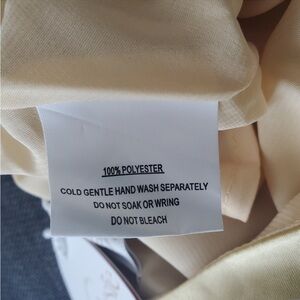 100% POLYESTER
COLD GENTLE HAND WASH SEPARATELY
DO NOT SOAK OR WRING
DO NOT BLEACH